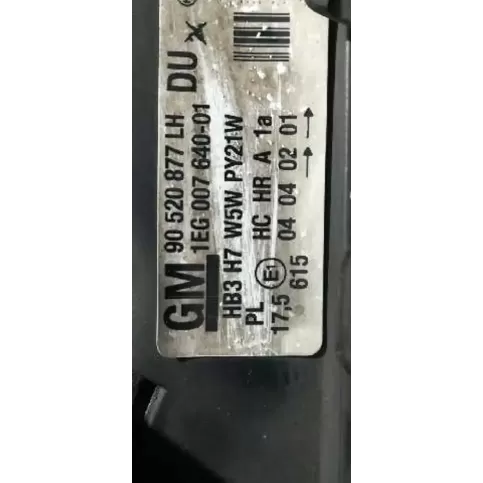 GM 90 520 877 LH DU
1EG 007 640-01 X
HB3 H7 W5W PY21W
PL HC HR A 1a
17,5 E1 04 04 02 01 →
615 →